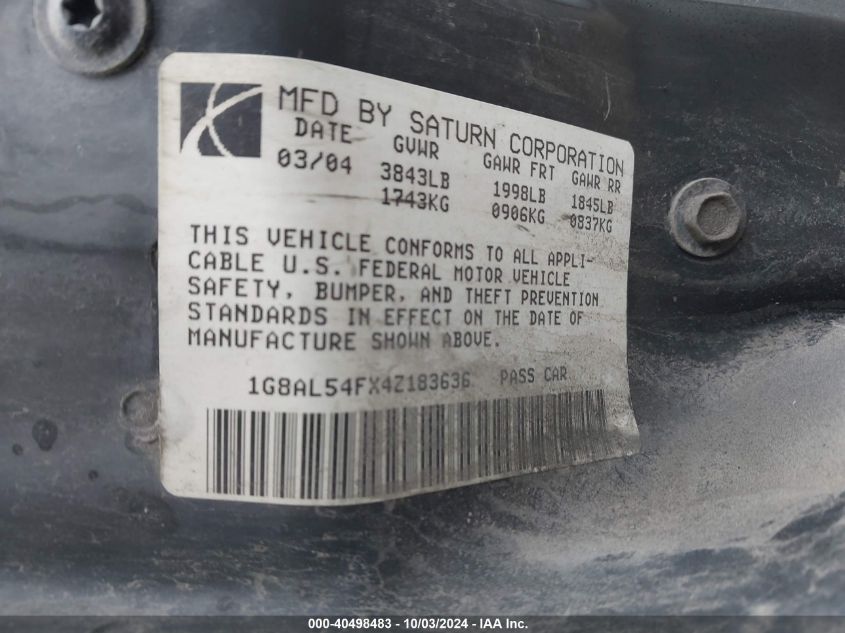 MFD BY SATURN CORPORATION
DATE GVWR GAWR FRT GAWR RR
03/04 3843LB 1998LB 1845LB
1743KG 0906KG 0837KG
THIS VEHICLE CONFORMS TO ALL APPLI-
CABLE U.S. FEDERAL MOTOR VEHICLE
SAFETY, BUMPER, AND THEFT PREVENTION
STANDARDS IN EFFECT ON THE DATE OF
MANUFACTURE SHOWN ABOVE.
1G8AL54FX4Z183636 PASS CAR
000-40498483 - 10/03/2024 - IAA Inc.